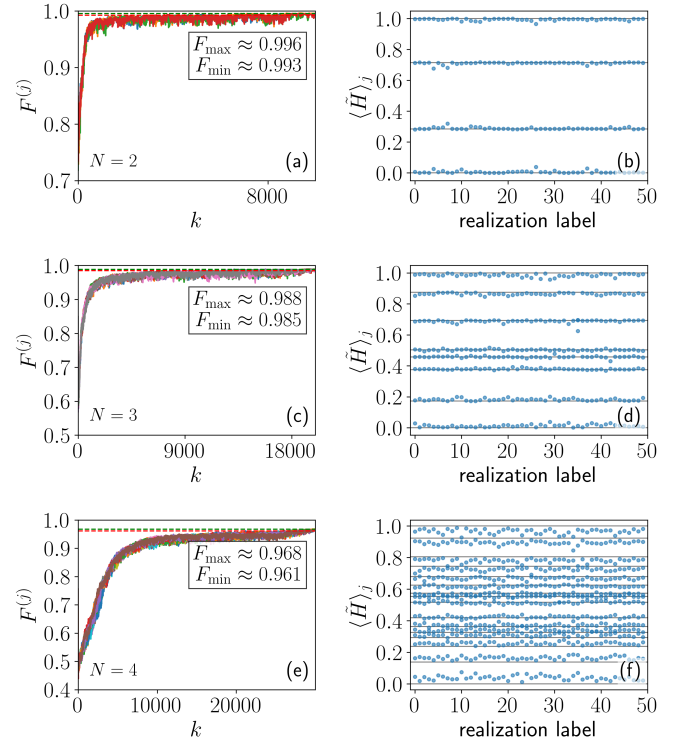 1.0
0.9
0.8
0.7
F^{(j)}
F_max ≈ 0.996
F_min ≈ 0.993
N = 2
(a)
0
8000
k
1.0
0.8
0.6
0.4
0.2
0.0
⟨H̃⟩_j
(b)
0
10
20
30
40
50
realization label
1.0
0.9
0.8
0.7
0.6
0.5
F^{(j)}
F_max ≈ 0.988
F_min ≈ 0.985
N = 3
(c)
0
9000
18000
k
1.0
0.8
0.6
0.4
0.2
0.0
⟨H̃⟩_j
(d)
0
10
20
30
40
50
realization label
1.0
0.9
0.8
0.7
0.6
0.5
0.4
F^{(j)}
F_max ≈ 0.968
F_min ≈ 0.961
N = 4
(e)
0
10000
20000
k
1.0
0.8
0.6
0.4
0.2
0.0
⟨H̃⟩_j
(f)
0
10
20
30
40
50
realization label